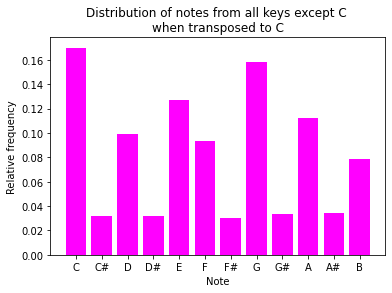 Distribution of notes from all keys except C
when transposed to C
Relative frequency
0.16
0.14
0.12
0.10
0.08
0.06
0.04
0.02
0.00
C C# D D# E F F# G G# A A# B
Note